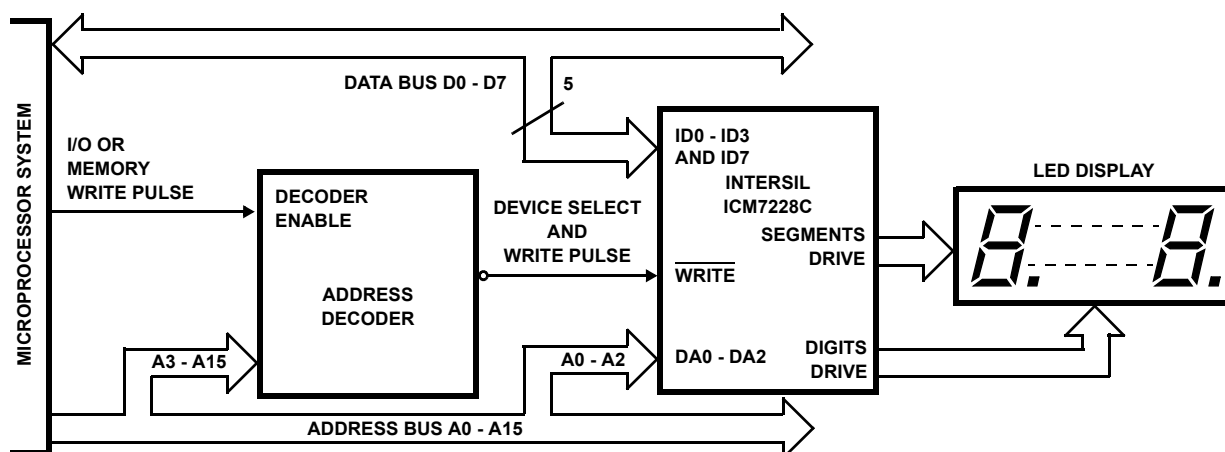 MICROPROCESSOR SYSTEM
DATA BUS D0 - D7
5
I/O OR
MEMORY
WRITE PULSE
DECODER
ENABLE
ADDRESS
DECODER
DEVICE SELECT
AND
WRITE PULSE
ID0 - ID3
AND ID7
INTERSIL
ICM7228C
SEGMENTS
DRIVE
WRITE
DA0 - DA2
DIGITS
DRIVE
LED DISPLAY
8. 8.
A3 - A15
A0 - A2
ADDRESS BUS A0 - A15